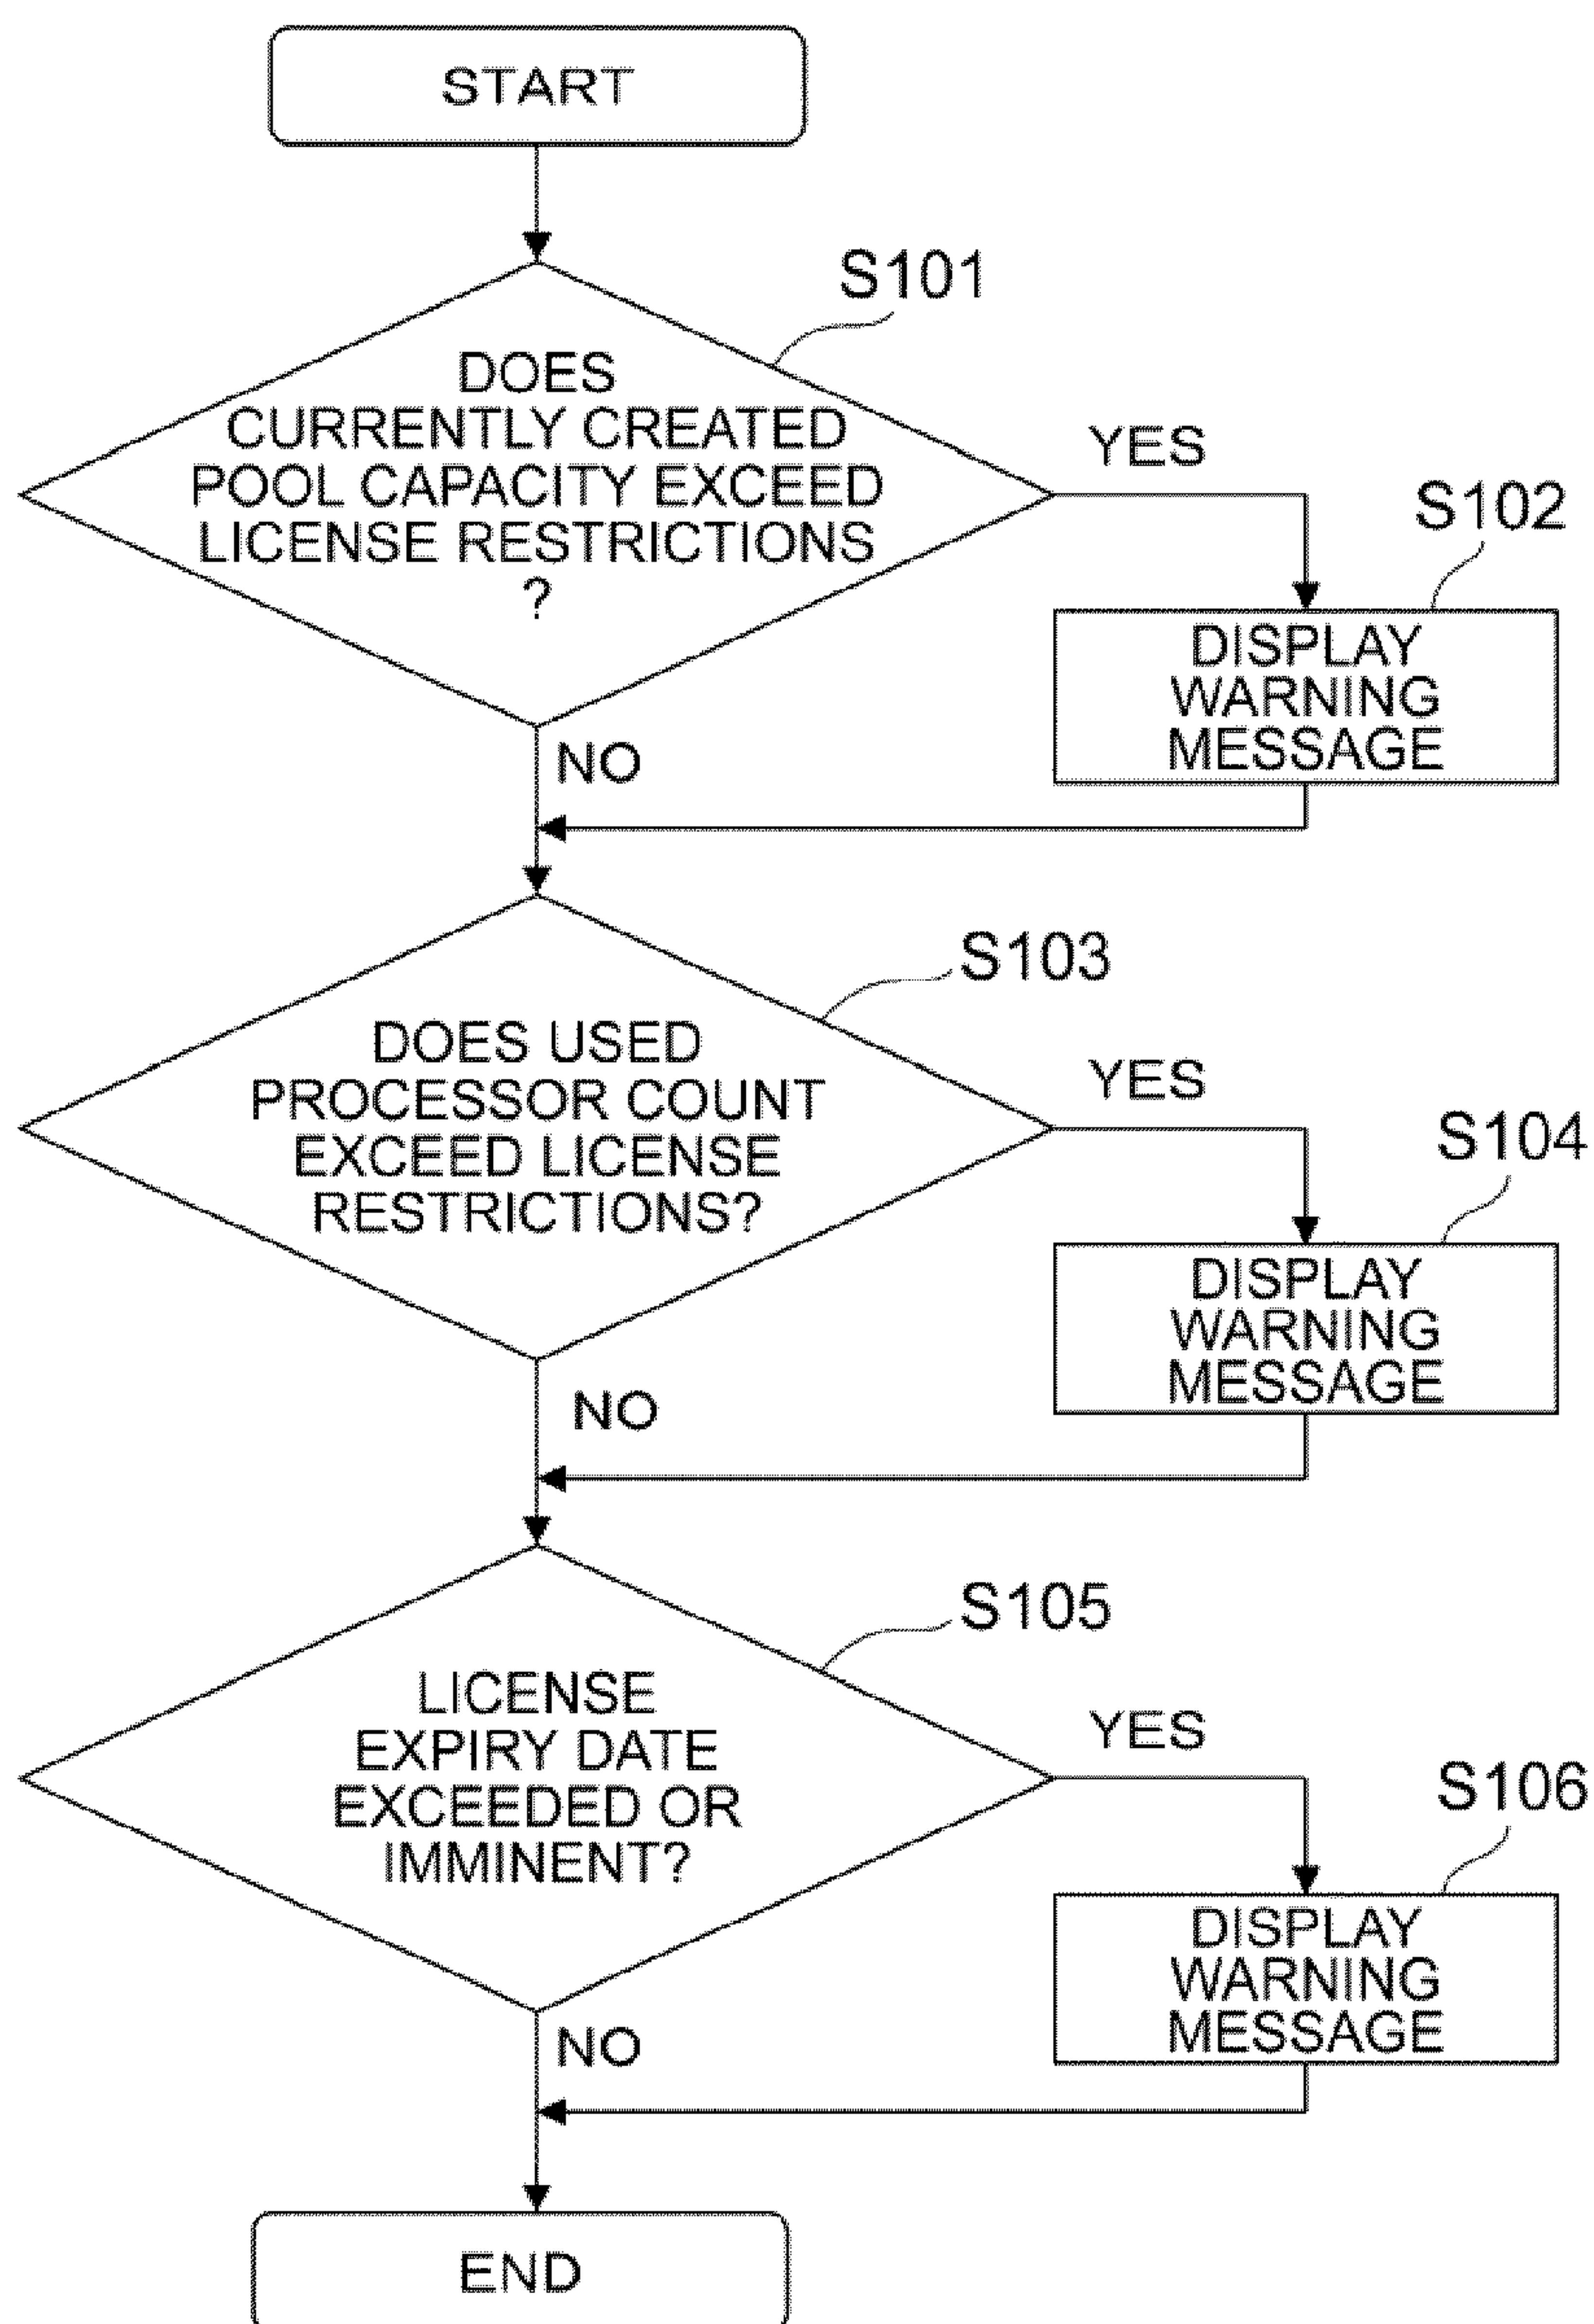 START
S101
DOES
CURRENTLY CREATED
POOL CAPACITY EXCEED
LICENSE RESTRICTIONS
?
YES
S102
DISPLAY
WARNING
MESSAGE
NO
S103
DOES USED
PROCESSOR COUNT
EXCEED LICENSE
RESTRICTIONS?
YES
S104
DISPLAY
WARNING
MESSAGE
NO
S105
LICENSE
EXPIRY DATE
EXCEEDED OR
IMMINENT?
YES
S106
DISPLAY
WARNING
MESSAGE
NO
END